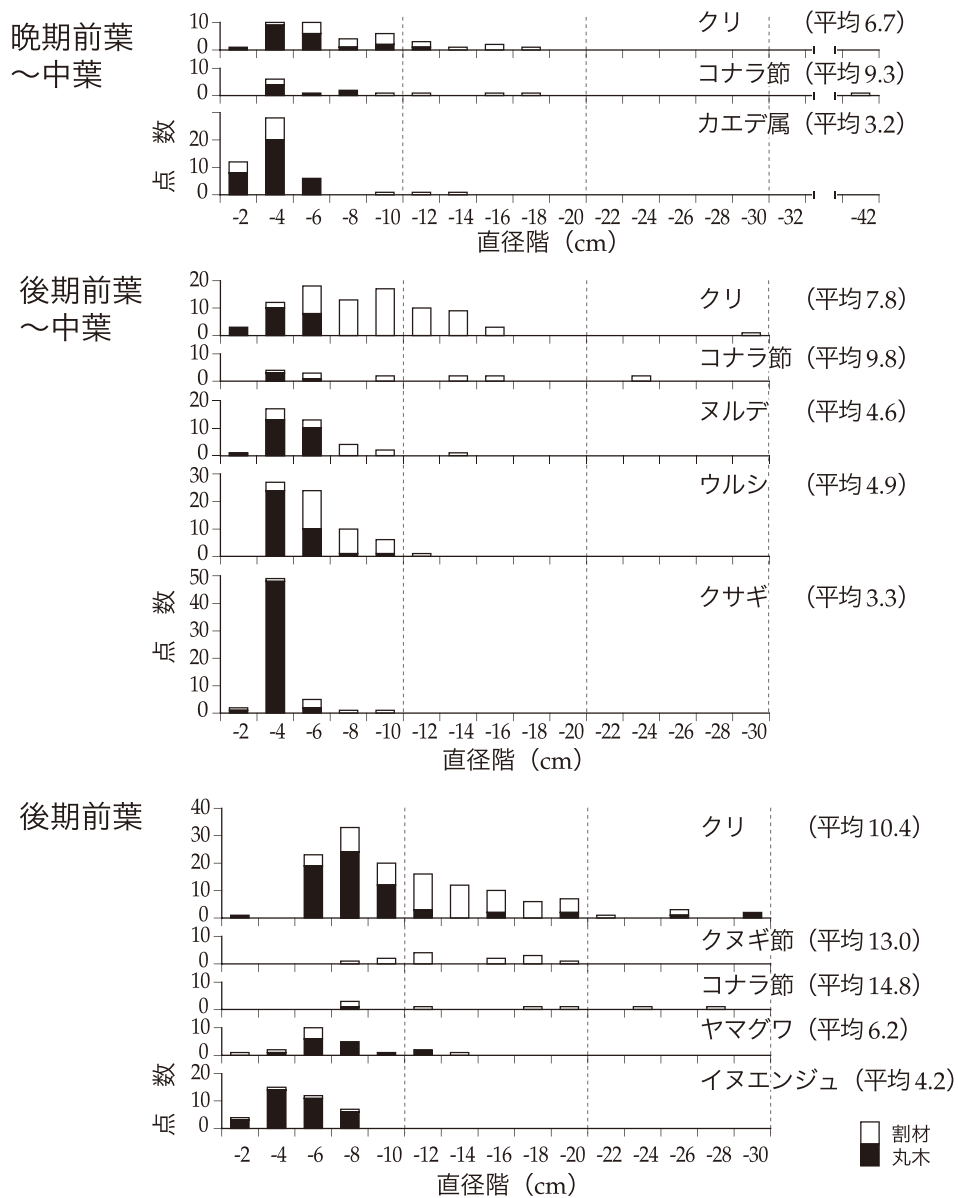 晩期前葉
～中葉
10
0
クリ （平均6.7）
10
0
コナラ節（平均9.3）
点 数
20
10
0
カエデ属（平均3.2）
-2 -4 -6 -8 -10 -12 -14 -16 -18 -20 -22 -24 -26 -28 -30 -32 -42
直径階（cm）
後期前葉
～中葉
20
10
0
クリ （平均7.8）
10
0
コナラ節（平均9.8）
20
10
0
ヌルデ （平均4.6）
30
20
10
0
ウルシ （平均4.9）
点 数
50
40
30
20
10
0
クサギ （平均3.3）
-2 -4 -6 -8 -10 -12 -14 -16 -18 -20 -22 -24 -26 -28 -30
直径階（cm）
後期前葉
40
30
20
10
0
クリ （平均10.4）
10
0
クヌギ節（平均13.0）
10
0
コナラ節（平均14.8）
10
0
ヤマグワ（平均6.2）
点 数
20
10
0
イヌエンジュ（平均4.2）
割材
丸木
-2 -4 -6 -8 -10 -12 -14 -16 -18 -20 -22 -24 -26 -28 -30
直径階（cm）